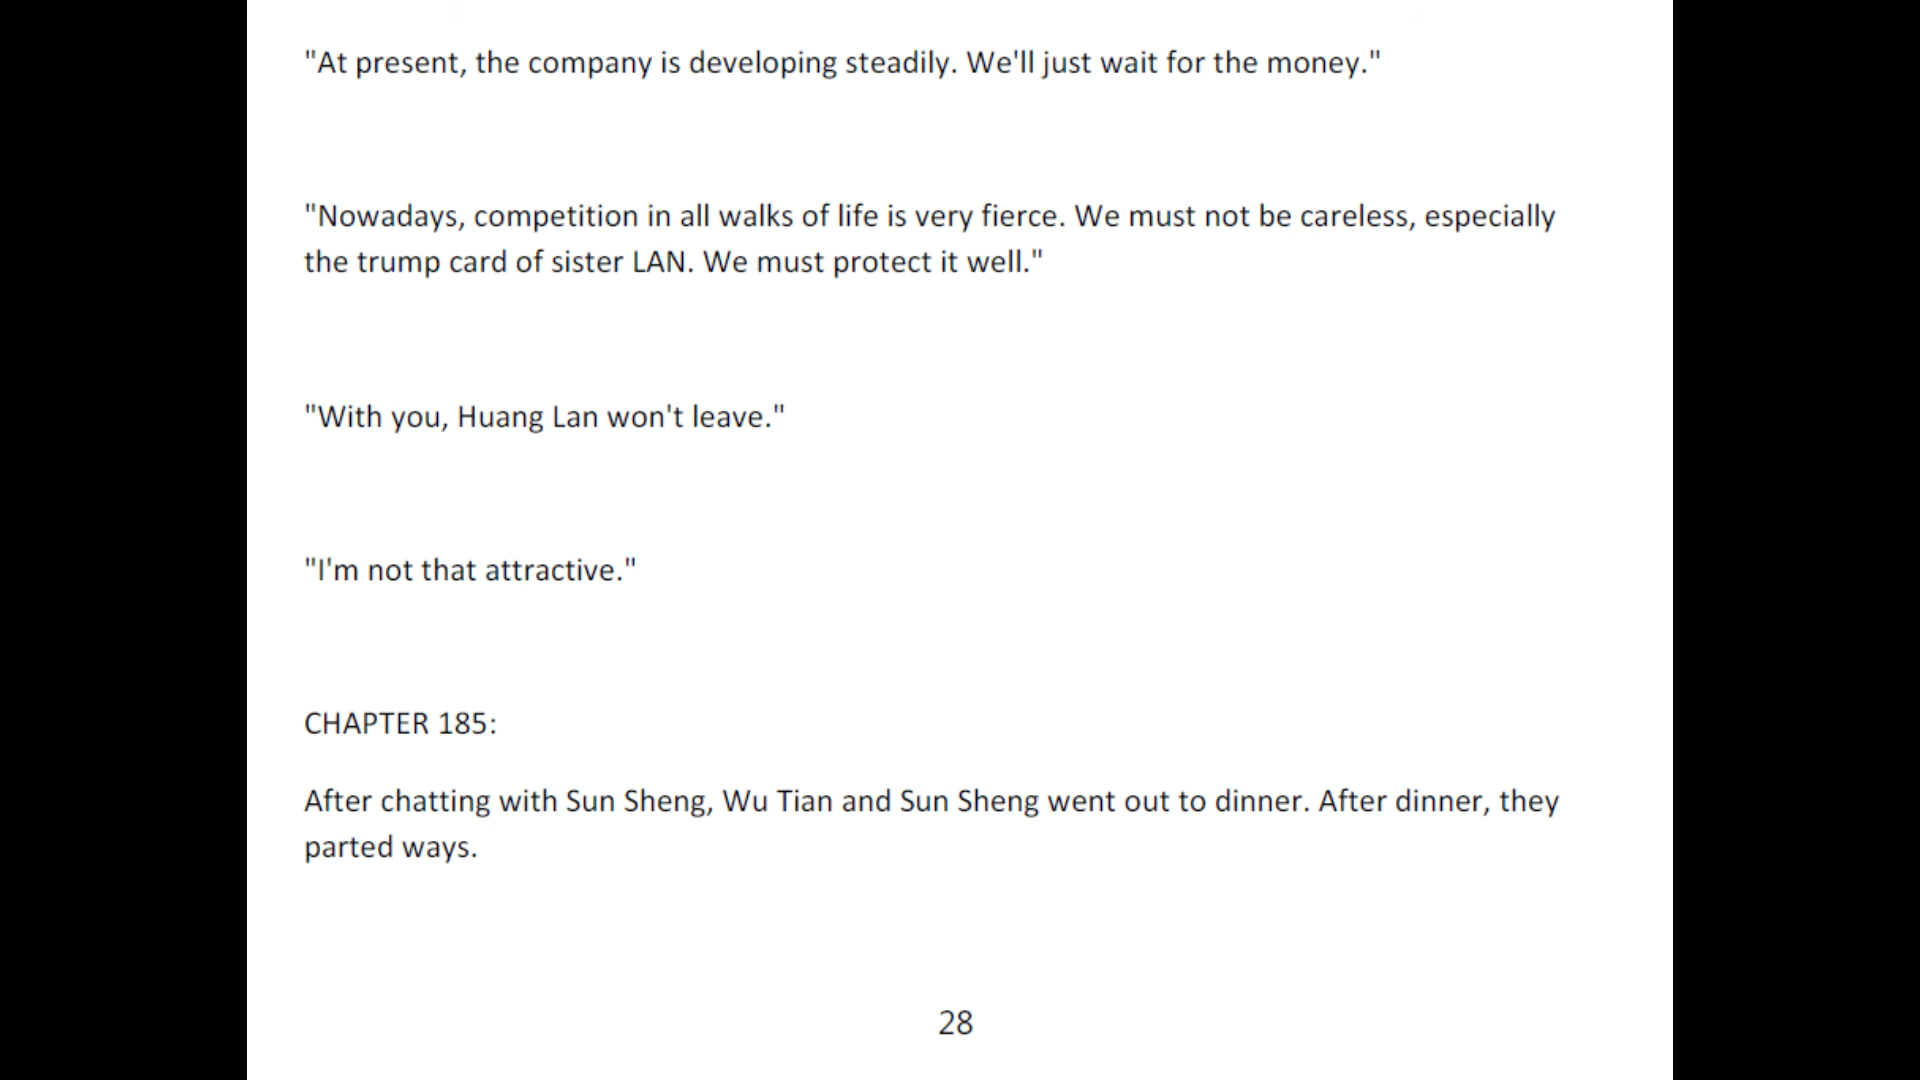 "At present, the company is developing steadily. We'll just wait for the money."
"Nowadays, competition in all walks of life is very fierce. We must not be careless, especially
the trump card of sister LAN. We must protect it well."
"With you, Huang Lan won't leave."
"I'm not that attractive."
CHAPTER 185:
After chatting with Sun Sheng, Wu Tian and Sun Sheng went out to dinner. After dinner, they
parted ways.
28